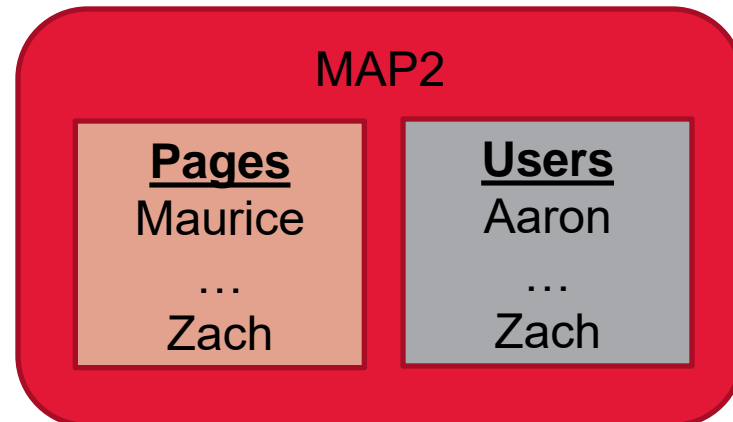 MAP2
Pages
Maurice
…
Zach
Users
Aaron
…
Zach